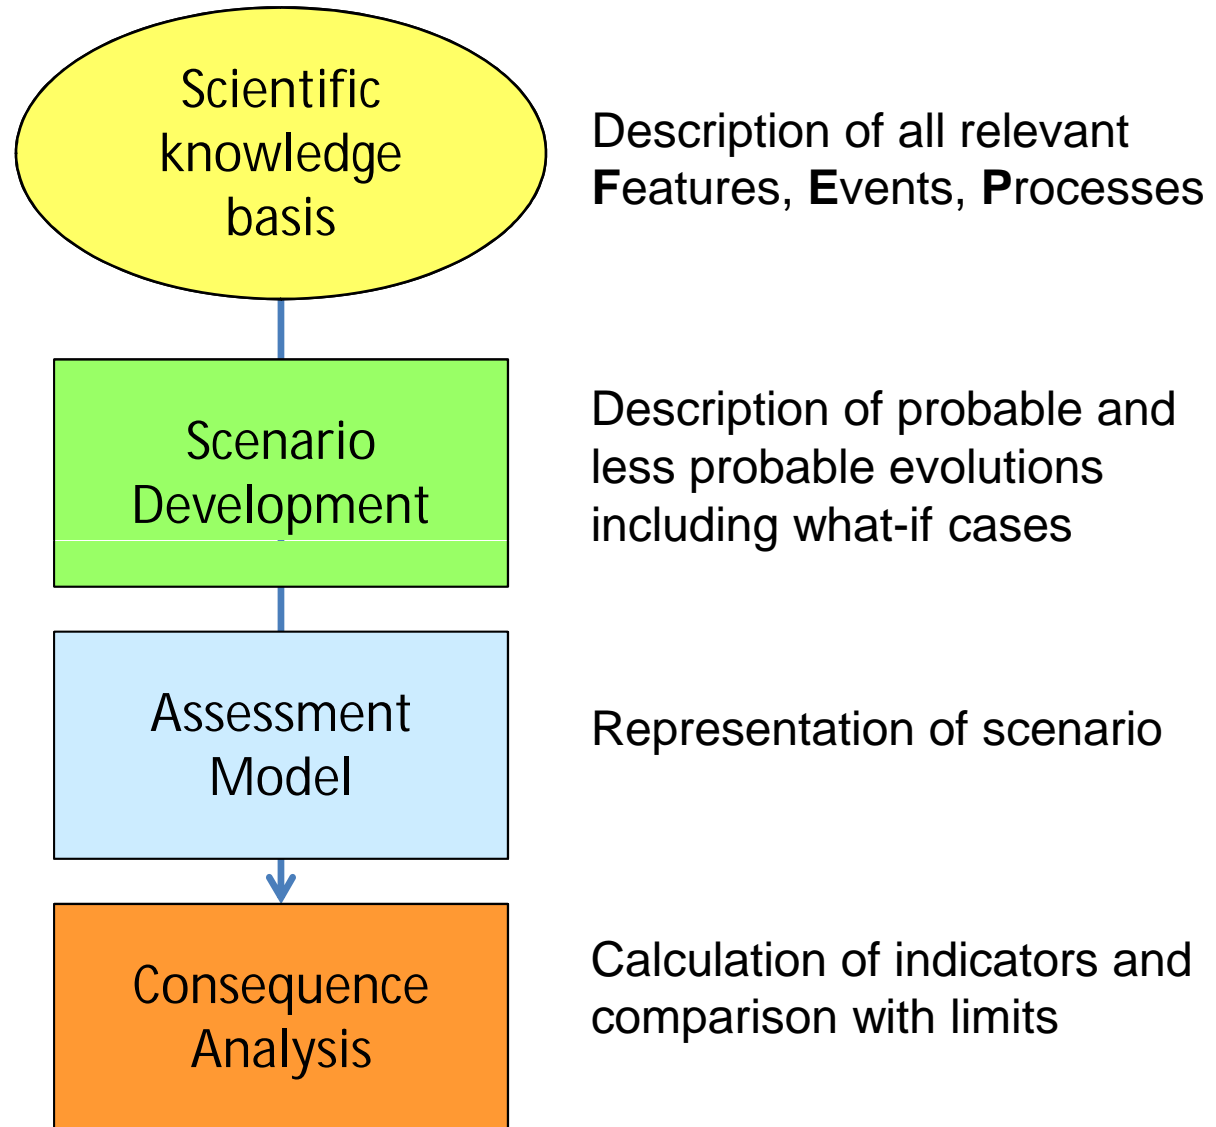 Scientific
knowledge
basis
Description of all relevant
Features, Events, Processes
Scenario
Development
Description of probable and
less probable evolutions
including what-if cases
Assessment
Model
Representation of scenario
Consequence
Analysis
Calculation of indicators and
comparison with limits